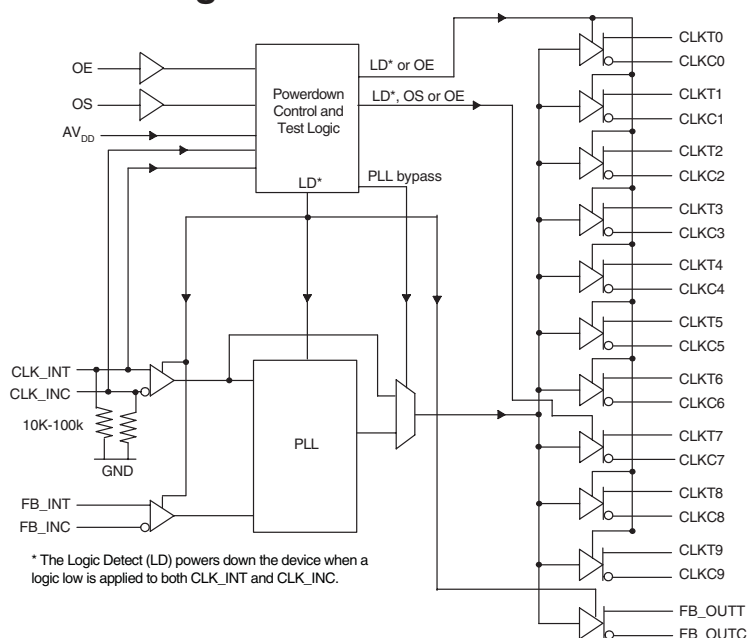 OE
OS
AV_DD
Powerdown
Control and
Test Logic
LD*
LD* or OE
LD*, OS or OE
PLL bypass
CLK_INT
CLK_INC
10K-100k
GND
FB_INT
FB_INC
PLL
* The Logic Detect (LD) powers down the device when a
logic low is applied to both CLK_INT and CLK_INC.
CLKT0
CLKC0
CLKT1
CLKC1
CLKT2
CLKC2
CLKT3
CLKC3
CLKT4
CLKC4
CLKT5
CLKC5
CLKT6
CLKC6
CLKT7
CLKC7
CLKT8
CLKC8
CLKT9
CLKC9
FB_OUTT
FB_OUTC